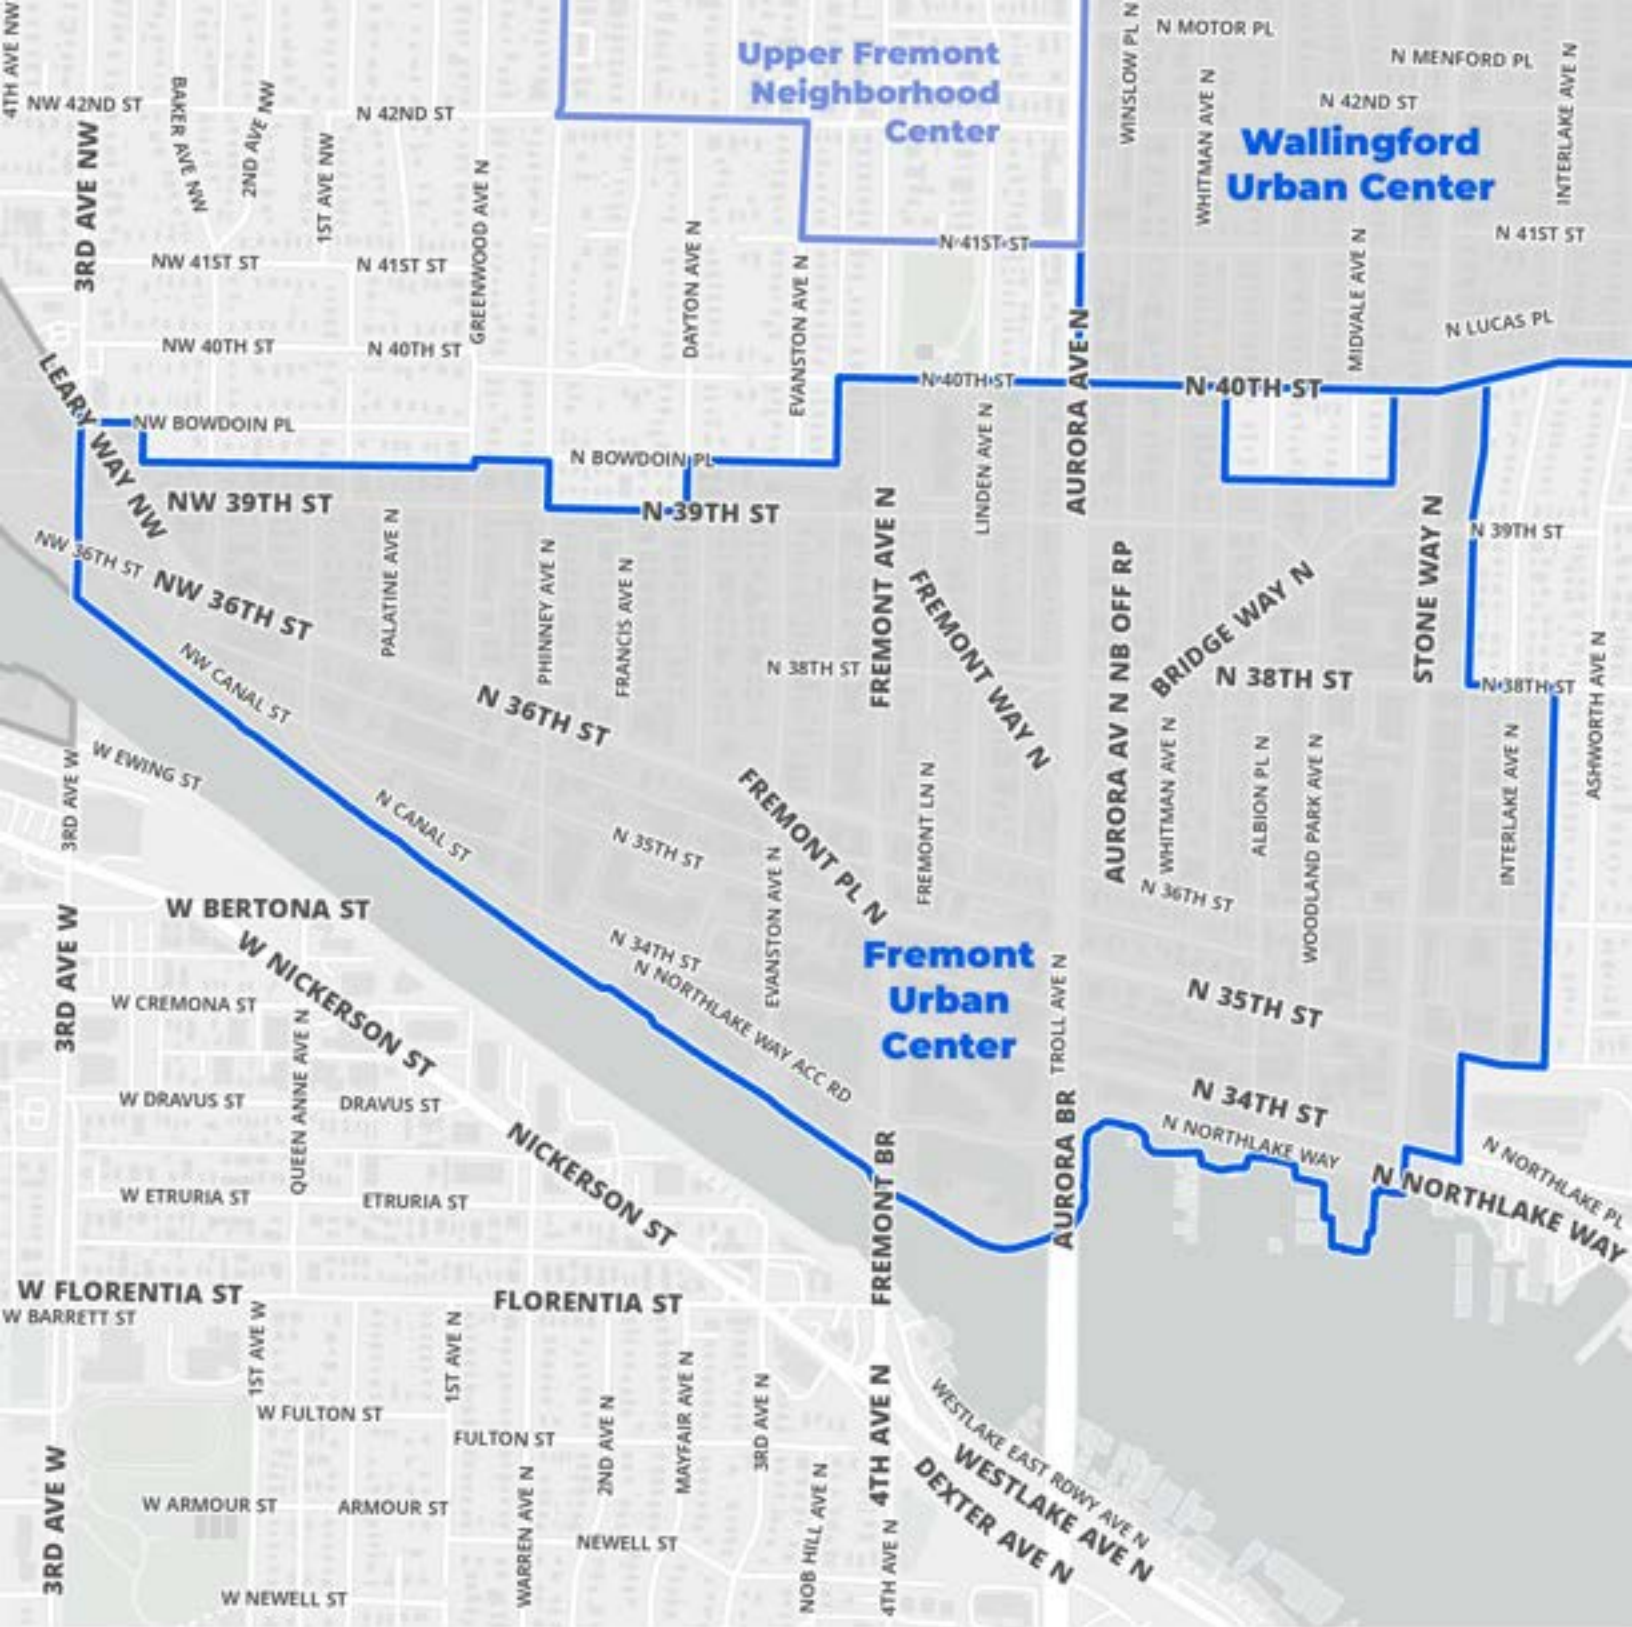 4TH AVE NW
NW 42ND ST
BAKER AVE NW
2ND AVE NW
1ST AVE NW
N 42ND ST
3RD AVE NW
GREENWOOD AVE N
Upper Fremont
Neighborhood
Center
WINSLOW PL N
N MOTOR PL
N MENFORD PL
N 42ND ST
WHITMAN AVE N
INTERLAKE AVE N
Wallingford
Urban Center
NW 41ST ST
N 41ST ST
DAYTON AVE N
EVANSTON AVE N
N 41ST ST
N 41ST ST
MIDVALE AVE N
N LUCAS PL
NW 40TH ST
N 40TH ST
N 40TH ST
AURORA AVE N
N 40TH ST
LEARY WAY NW
NW BOWDOIN PL
N BOWDOIN PL
LINDEN AVE N
NW 39TH ST
N 39TH ST
N 39TH ST
NW 36TH ST
NW 36TH ST
PALATINE AVE N
PHINNEY AVE N
FRANCIS AVE N
N 38TH ST
FREMONT AVE N
FREMONT WAY N
AURORA AV N NB OFF RP
BRIDGE WAY N
N 38TH ST
STONE WAY N
N 38TH ST
ASHWORTH AVE N
NW CANAL ST
N 36TH ST
W EWING ST
3RD AVE W
N CANAL ST
N 35TH ST
FREMONT PL N
EVANSTON AVE N
FREMONT LN N
WHITMAN AVE N
ALBION PL N
WOODLAND PARK AVE N
INTERLAKE AVE N
N 36TH ST
W BERTONA ST
3RD AVE W
W NICKERSON ST
N 34TH ST
N NORTHLAKE WAY ACC RD
Fremont
Urban
Center
TROLL AVE N
N 35TH ST
W CREMONA ST
QUEEN ANNE AVE N
W DRAVUS ST
DRAVUS ST
N 34TH ST
N NORTHLAKE WAY
N NORTHLAKE PL
N NORTHLAKE WAY
NICKERSON ST
FREMONT BR
AURORA BR
W ETRURIA ST
ETRURIA ST
W FLORENTIA ST
FLORENTIA ST
W BARRETT ST
1ST AVE W
1ST AVE N
W FULTON ST
FULTON ST
2ND AVE N
MAYFAIR AVE N
3RD AVE N
4TH AVE N
WESTLAKE EAST RDWY AVE N
WESTLAKE AVE N
DEXTER AVE N
3RD AVE W
W ARMOUR ST
ARMOUR ST
WARREN AVE N
NEWELL ST
NOB HILL AVE N
4TH AVE N
W NEWELL ST